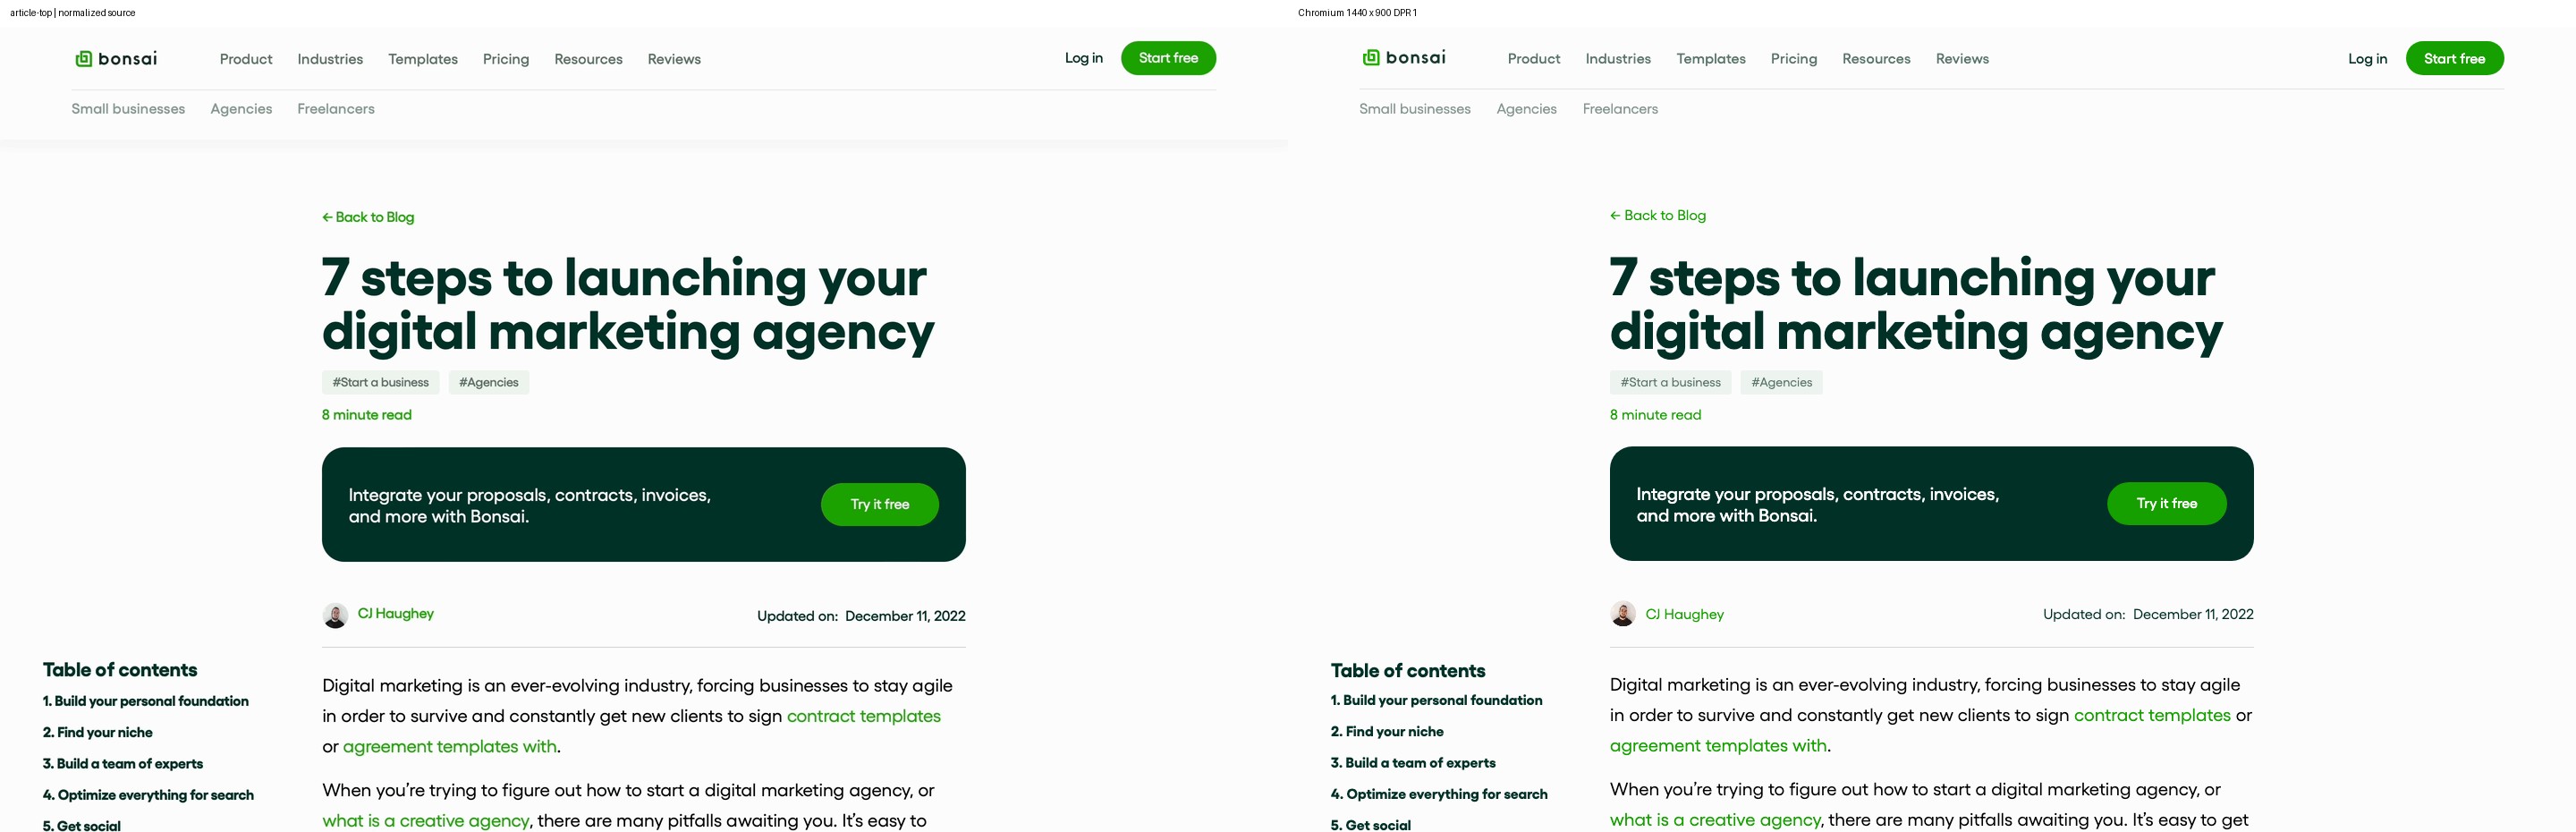 article-top | normalized source
bonsai Product Industries Templates Pricing Resources Reviews Log in Start free
Small businesses Agencies Freelancers
← Back to Blog
7 steps to launching your
digital marketing agency
#Start a business #Agencies
8 minute read
Integrate your proposals, contracts, invoices,
and more with Bonsai.
Try it free
CJ Haughey Updated on: December 11, 2022
Table of contents
1. Build your personal foundation
2. Find your niche
3. Build a team of experts
4. Optimize everything for search
5. Get social
Digital marketing is an ever-evolving industry, forcing businesses to stay agile
in order to survive and constantly get new clients to sign contract templates
or agreement templates with.
When you’re trying to figure out how to start a digital marketing agency, or
what is a creative agency, there are many pitfalls awaiting you. It’s easy to
Chromium 1440 x 900 DPR 1
bonsai Product Industries Templates Pricing Resources Reviews Log in Start free
Small businesses Agencies Freelancers
← Back to Blog
7 steps to launching your
digital marketing agency
#Start a business #Agencies
8 minute read
Integrate your proposals, contracts, invoices,
and more with Bonsai.
Try it free
CJ Haughey Updated on: December 11, 2022
Table of contents
1. Build your personal foundation
2. Find your niche
3. Build a team of experts
4. Optimize everything for search
5. Get social
Digital marketing is an ever-evolving industry, forcing businesses to stay agile
in order to survive and constantly get new clients to sign contract templates or
agreement templates with.
When you’re trying to figure out how to start a digital marketing agency, or
what is a creative agency, there are many pitfalls awaiting you. It’s easy to get